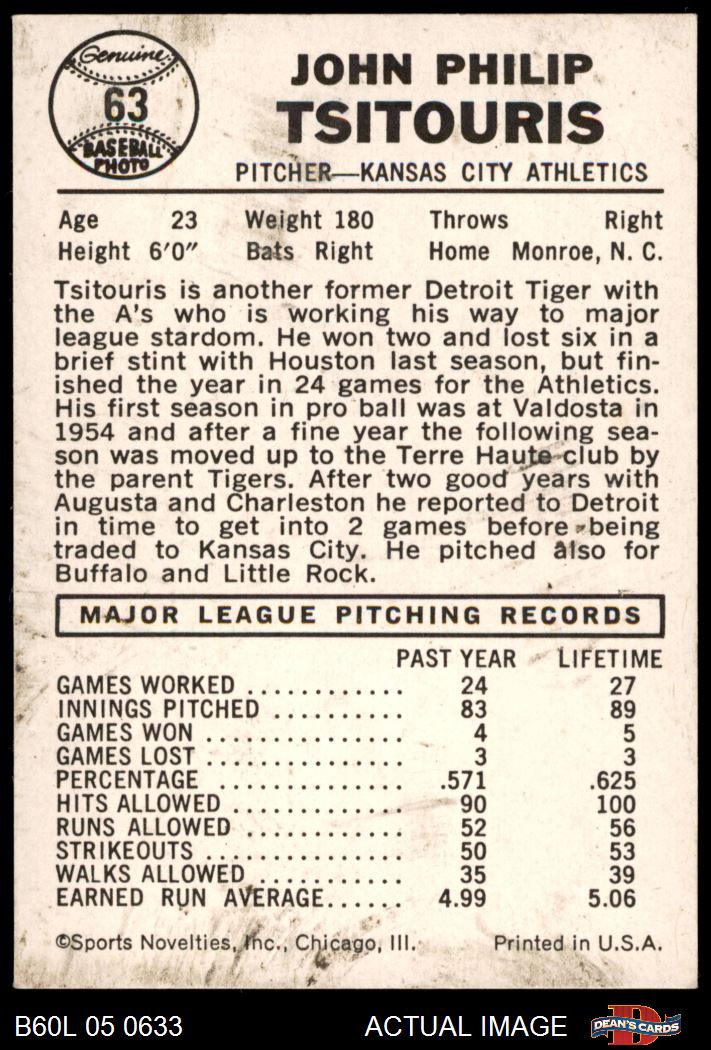 Genuine
63
BASEBALL
PHOTO
JOHN PHILIP
TSITOURIS
PITCHER—KANSAS CITY ATHLETICS
Age 23 Weight 180 Throws Right
Height 6'0" Bats Right Home Monroe, N. C.
Tsitouris is another former Detroit Tiger with
the A's who is working his way to major
league stardom. He won two and lost six in a
brief stint with Houston last season, but fin-
ished the year in 24 games for the Athletics.
His first season in pro ball was at Valdosta in
1954 and after a fine year the following sea-
son was moved up to the Terre Haute club by
the parent Tigers. After two good years with
Augusta and Charleston he reported to Detroit
in time to get into 2 games before being
traded to Kansas City. He pitched also for
Buffalo and Little Rock.
MAJOR LEAGUE PITCHING RECORDS
PAST YEAR LIFETIME
GAMES WORKED ............ 24 27
INNINGS PITCHED .......... 83 89
GAMES WON ............... 4 5
GAMES LOST ............... 3 3
PERCENTAGE .............. .571 .625
HITS ALLOWED ............. 90 100
RUNS ALLOWED ............ 52 56
STRIKEOUTS ............... 50 53
WALKS ALLOWED ........... 35 39
EARNED RUN AVERAGE...... 4.99 5.06
©Sports Novelties, Inc., Chicago, Ill. Printed in U.S.A.
B60L 05 0633 ACTUAL IMAGE D DEAN'S CARDS